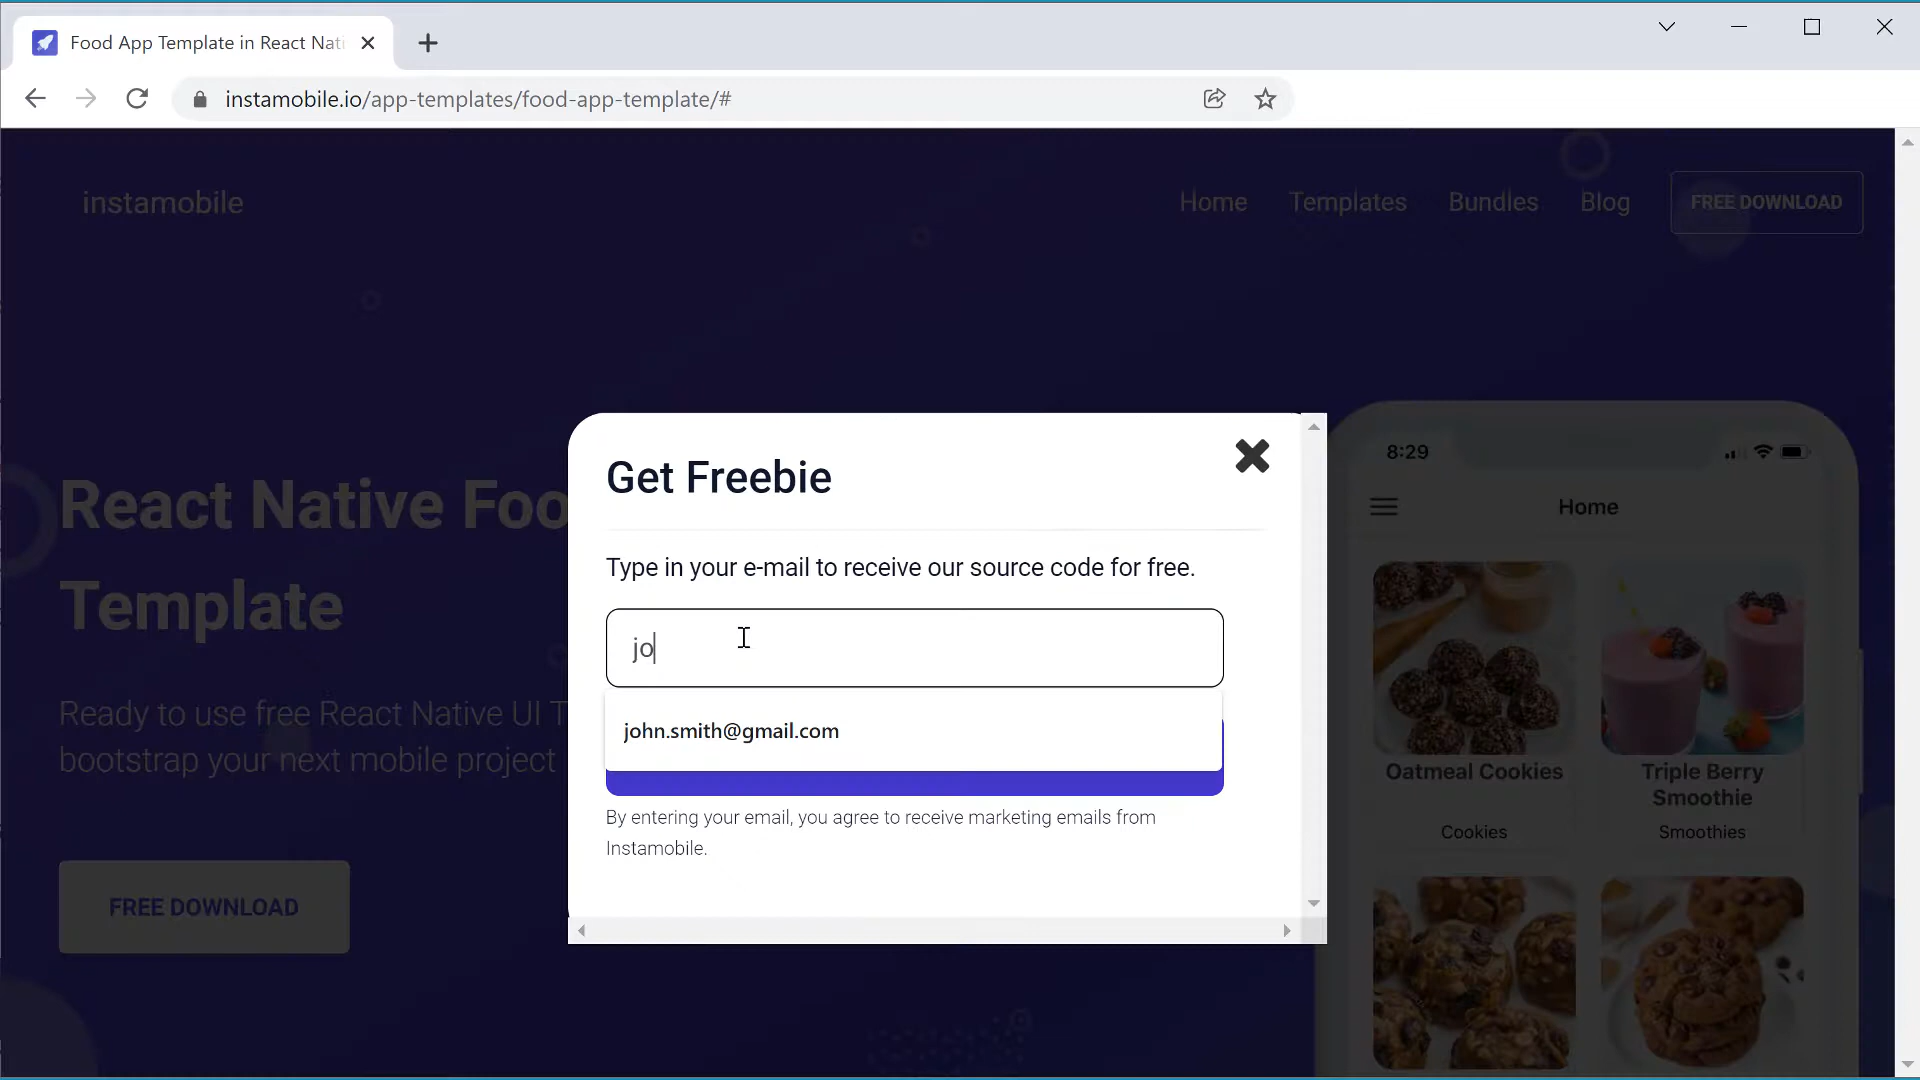 Food App Template in React Nati
instamobile.io/app-templates/food-app-template/#
instamobile
Home
Templates
Bundles
Blog
FREE DOWNLOAD
React Native Foo
Template
Ready to use free React Native UI T
bootstrap your next mobile project
FREE DOWNLOAD
Get Freebie
Type in your e-mail to receive our source code for free.
jo
john.smith@gmail.com
By entering your email, you agree to receive marketing emails from
Instamobile.
8:29
Home
Oatmeal Cookies
Cookies
Triple Berry
Smoothie
Smoothies